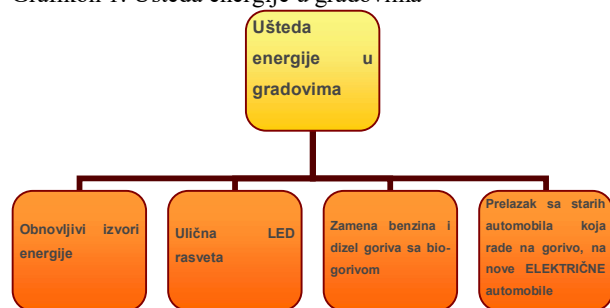 Grafikon 1: Ušteda energije u gradovima
Ušteda
energije u
gradovima
Obnovljivi izvori
energije
Ulična LED
rasveta
Zamena benzina i
dizel goriva sa bio-
gorivom
Prelazak sa starih
automobila koja
rade na gorivo, na
nove ELEKTRIČNE
automobile